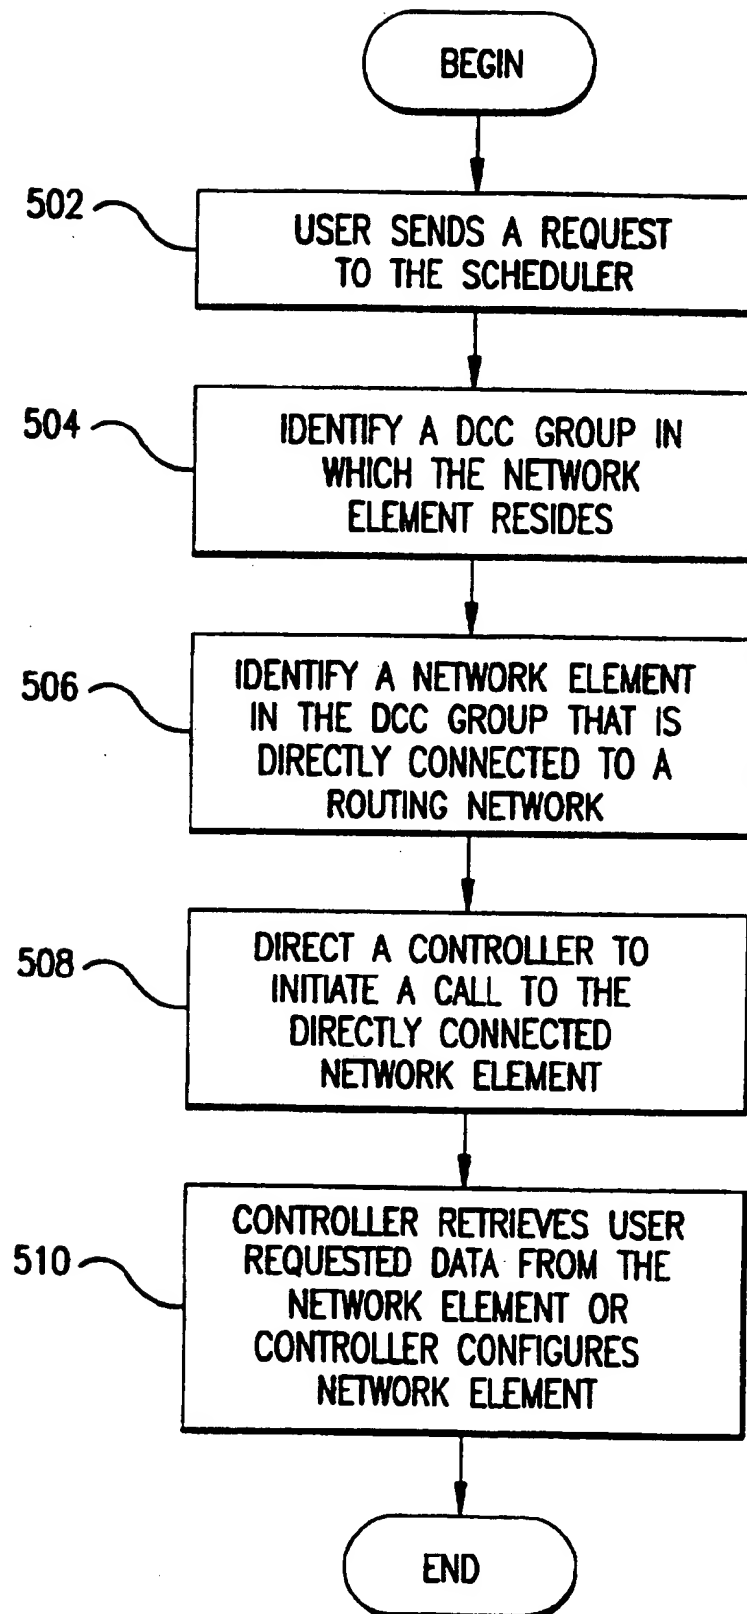 BEGIN
502
USER SENDS A REQUEST
TO THE SCHEDULER
504
IDENTIFY A DCC GROUP IN
WHICH THE NETWORK
ELEMENT RESIDES
506
IDENTIFY A NETWORK ELEMENT
IN THE DCC GROUP THAT IS
DIRECTLY CONNECTED TO A
ROUTING NETWORK
508
DIRECT A CONTROLLER TO
INITIATE A CALL TO THE
DIRECTLY CONNECTED
NETWORK ELEMENT
510
CONTROLLER RETRIEVES USER
REQUESTED DATA FROM THE
NETWORK ELEMENT OR
CONTROLLER CONFIGURES
NETWORK ELEMENT
END